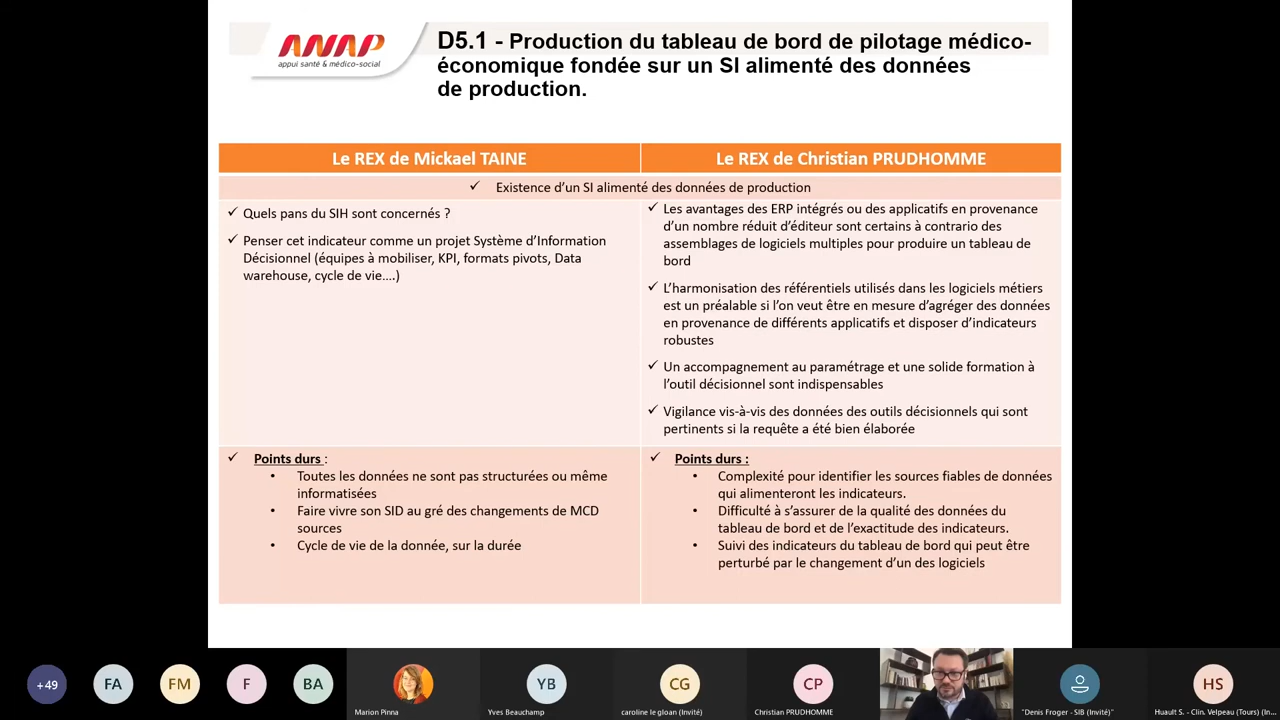 ANAP
appui santé & médico-social
D5.1 - Production du tableau de bord de pilotage médico-
économique fondée sur un SI alimenté des données
de production.
Le REX de Mickael TAINE
Le REX de Christian PRUDHOMME
✓ Existence d'un SI alimenté des données de production
✓ Quels pans du SIH sont concernés ?
✓ Penser cet indicateur comme un projet Système d'Information
Décisionnel (équipes à mobiliser, KPI, formats pivots, Data
warehouse, cycle de vie....)
✓ Les avantages des ERP intégrés ou des applicatifs en provenance
d'un nombre réduit d'éditeur sont certains à contrario des
assemblages de logiciels multiples pour produire un tableau de
bord
✓ L'harmonisation des référentiels utilisés dans les logiciels métiers
est un préalable si l'on veut être en mesure d'agréger des données
en provenance de différents applicatifs et disposer d'indicateurs
robustes
✓ Un accompagnement au paramétrage et une solide formation à
l'outil décisionnel sont indispensables
✓ Vigilance vis-à-vis des données des outils décisionnels qui sont
pertinents si la requête a été bien élaborée
✓ Points durs :
• Toutes les données ne sont pas structurées ou même
informatisées
• Faire vivre son SID au gré des changements de MCD
sources
• Cycle de vie de la donnée, sur la durée
✓ Points durs :
• Complexité pour identifier les sources fiables de données
qui alimenteront les indicateurs.
• Difficulté à s'assurer de la qualité des données du
tableau de bord et de l'exactitude des indicateurs.
• Suivi des indicateurs du tableau de bord qui peut être
perturbé par le changement d'un des logiciels
+49
FA
FM
F
BA
Marion Pinna
YB
Yves Beauchamp
CG
caroline le gloan (Invité)
CP
Christian PRUDHOMME
"Denis Froger - SIB (Invité)"
HS
Huault S. - Clin. Velpeau (Tours) (In...